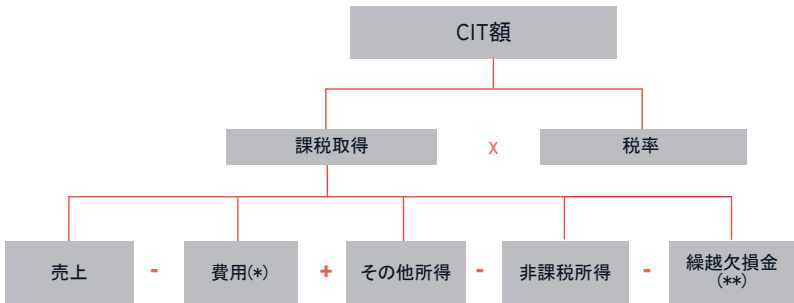 CIT額
課税取得 x 税率
売上 - 費用(*) + その他所得 - 非課税所得 - 繰越欠損金
(**)